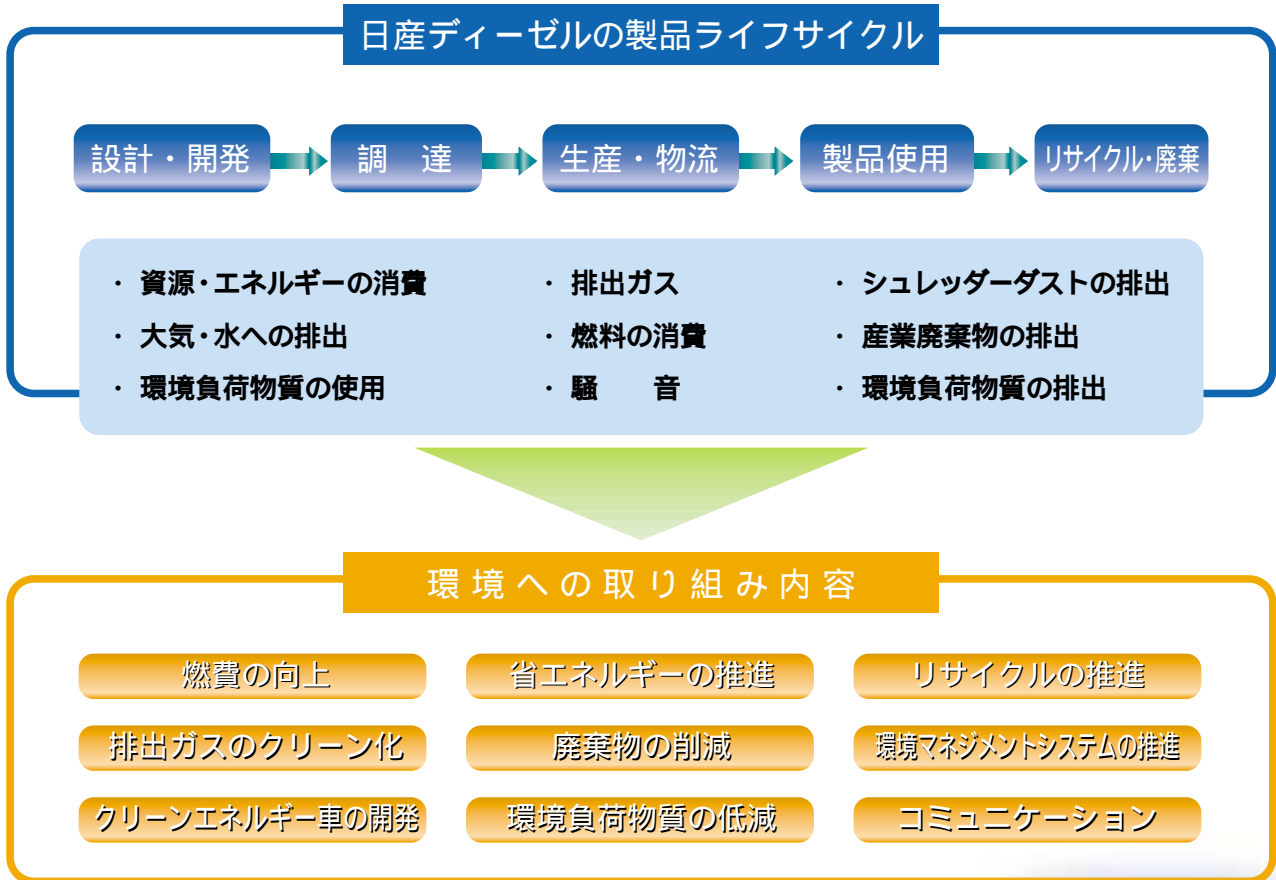 日産ディーゼルの製品ライフサイクル
設計・開発 調　達 生産・物流 製品使用 リサイクル・廃棄
・ 資源・エネルギーの消費 ・ 排出ガス ・ シュレッダーダストの排出
・ 大気・水への排出 ・ 燃料の消費 ・ 産業廃棄物の排出
・ 環境負荷物質の使用 ・ 騒　音 ・ 環境負荷物質の排出
環境への取り組み内容
燃費の向上 省エネルギーの推進 リサイクルの推進
排出ガスのクリーン化 廃棄物の削減 環境マネジメントシステムの推進
クリーンエネルギー車の開発 環境負荷物質の低減 コミュニケーション